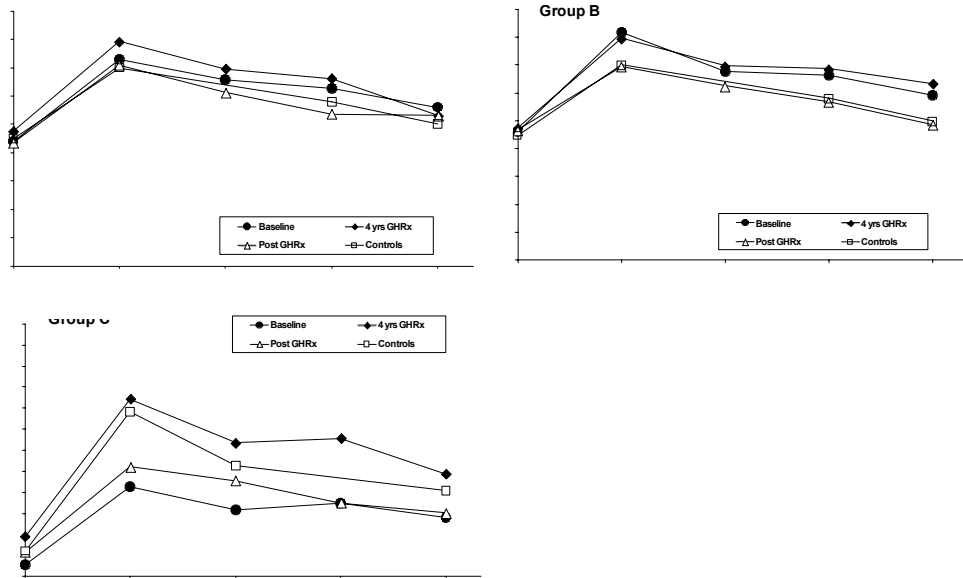 Group B
Baseline 4 yrs GHRx
Post GHRx Controls
Baseline 4 yrs GHRx
Post GHRx Controls
Group C
Baseline 4 yrs GHRx
Post GHRx Controls